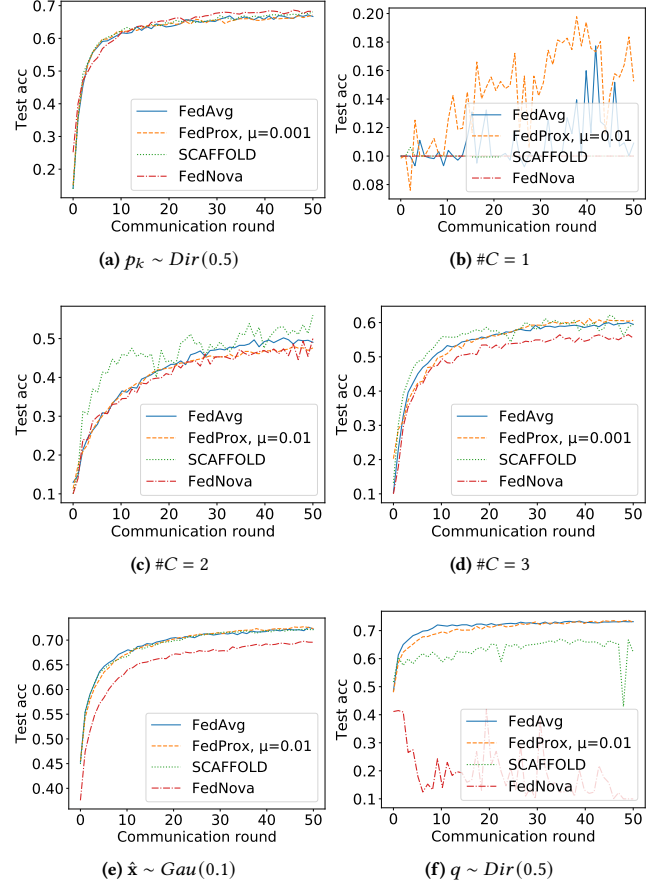 0.7
0.6
0.5
0.4
0.3
0.2
Test acc
FedAvg
FedProx, μ=0.001
SCAFFOLD
FedNova
0 10 20 30 40 50
Communication round
(a) pₖ ~ Dir(0.5)
0.20
0.18
0.16
0.14
0.12
0.10
0.08
Test acc
FedAvg
FedProx, μ=0.01
SCAFFOLD
FedNova
0 10 20 30 40 50
Communication round
(b) #C = 1
0.5
0.4
0.3
0.2
0.1
Test acc
FedAvg
FedProx, μ=0.01
SCAFFOLD
FedNova
0 10 20 30 40 50
Communication round
(c) #C = 2
0.6
0.5
0.4
0.3
0.2
0.1
Test acc
FedAvg
FedProx, μ=0.001
SCAFFOLD
FedNova
0 10 20 30 40 50
Communication round
(d) #C = 3
0.70
0.65
0.60
0.55
0.50
0.45
0.40
Test acc
FedAvg
FedProx, μ=0.01
SCAFFOLD
FedNova
0 10 20 30 40 50
Communication round
(e) x̂ ~ Gau(0.1)
0.7
0.6
0.5
0.4
0.3
0.2
0.1
Test acc
FedAvg
FedProx, μ=0.01
SCAFFOLD
FedNova
0 10 20 30 40 50
Communication round
(f) q ~ Dir(0.5)